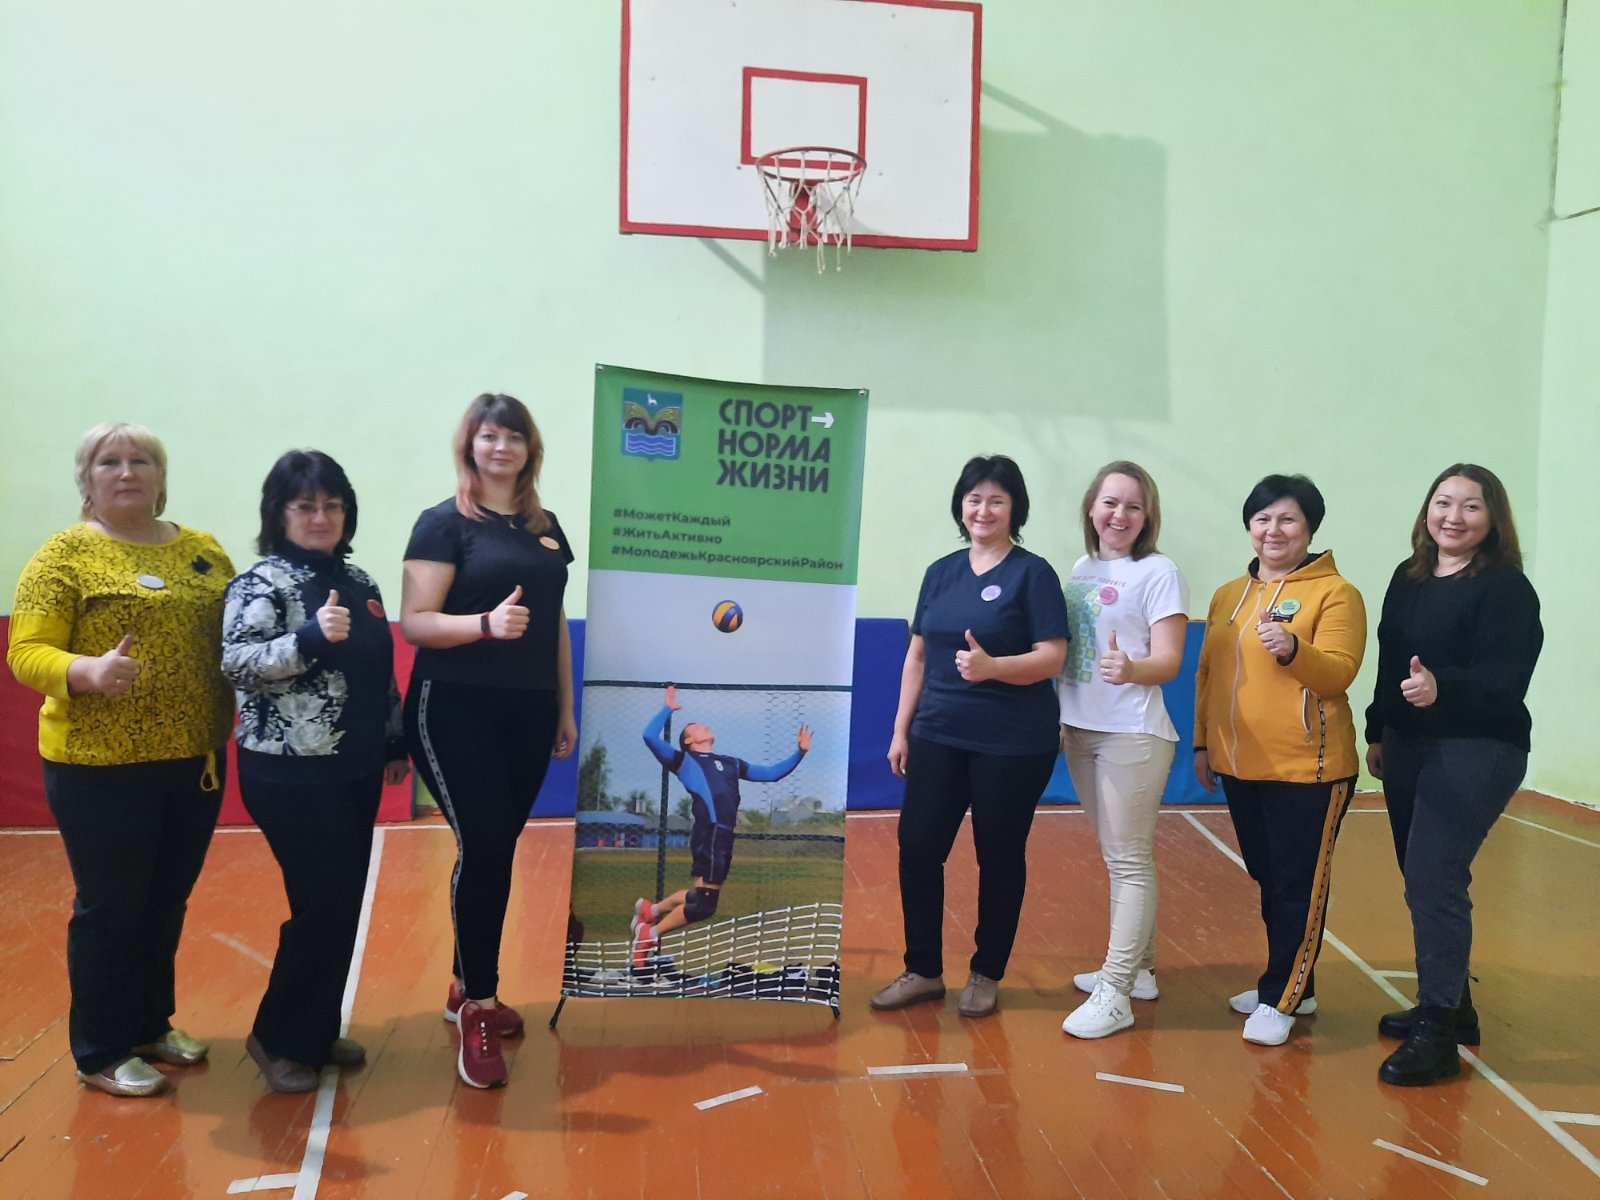 СПОРТ→
НОРМА
ЖИЗНИ
#МожетКаждый
#ЖитьАктивно
#МолодежьКрасноярскийРайон